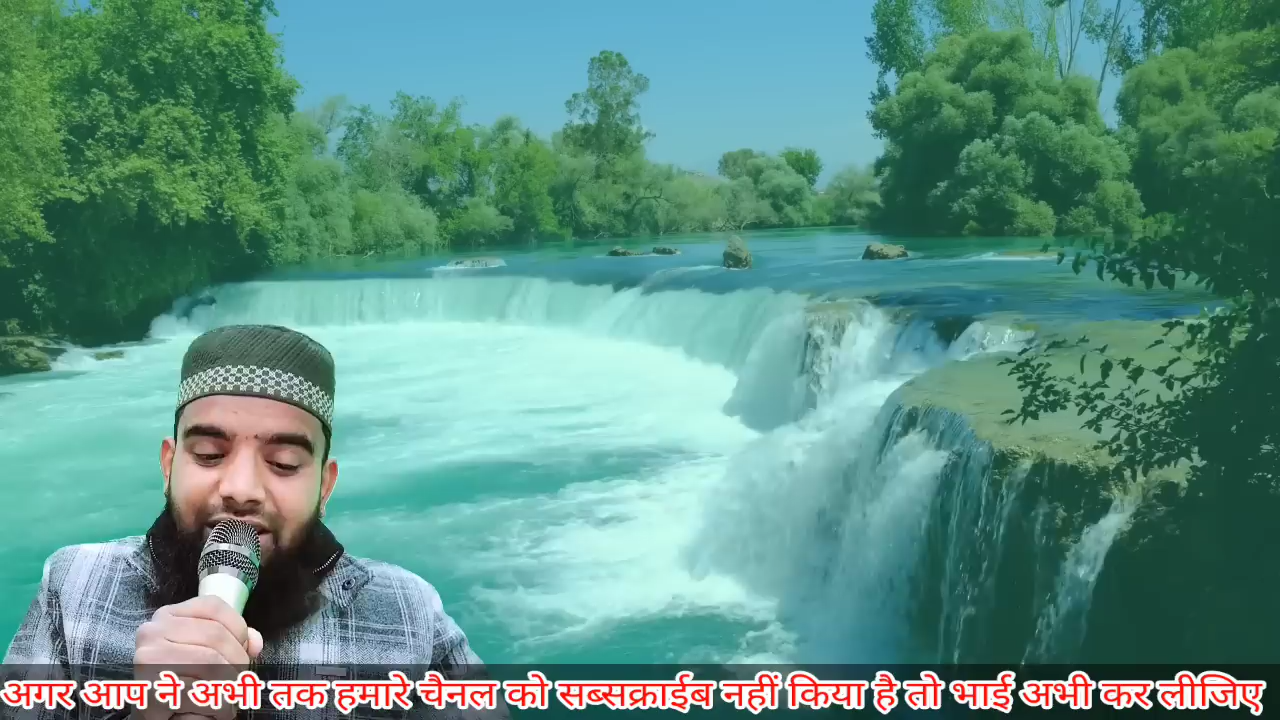 अगर आप ने अभी तक हमारे चैनल को सब्सक्राईब नहीं किया है तो भाई अभी कर लीजिए